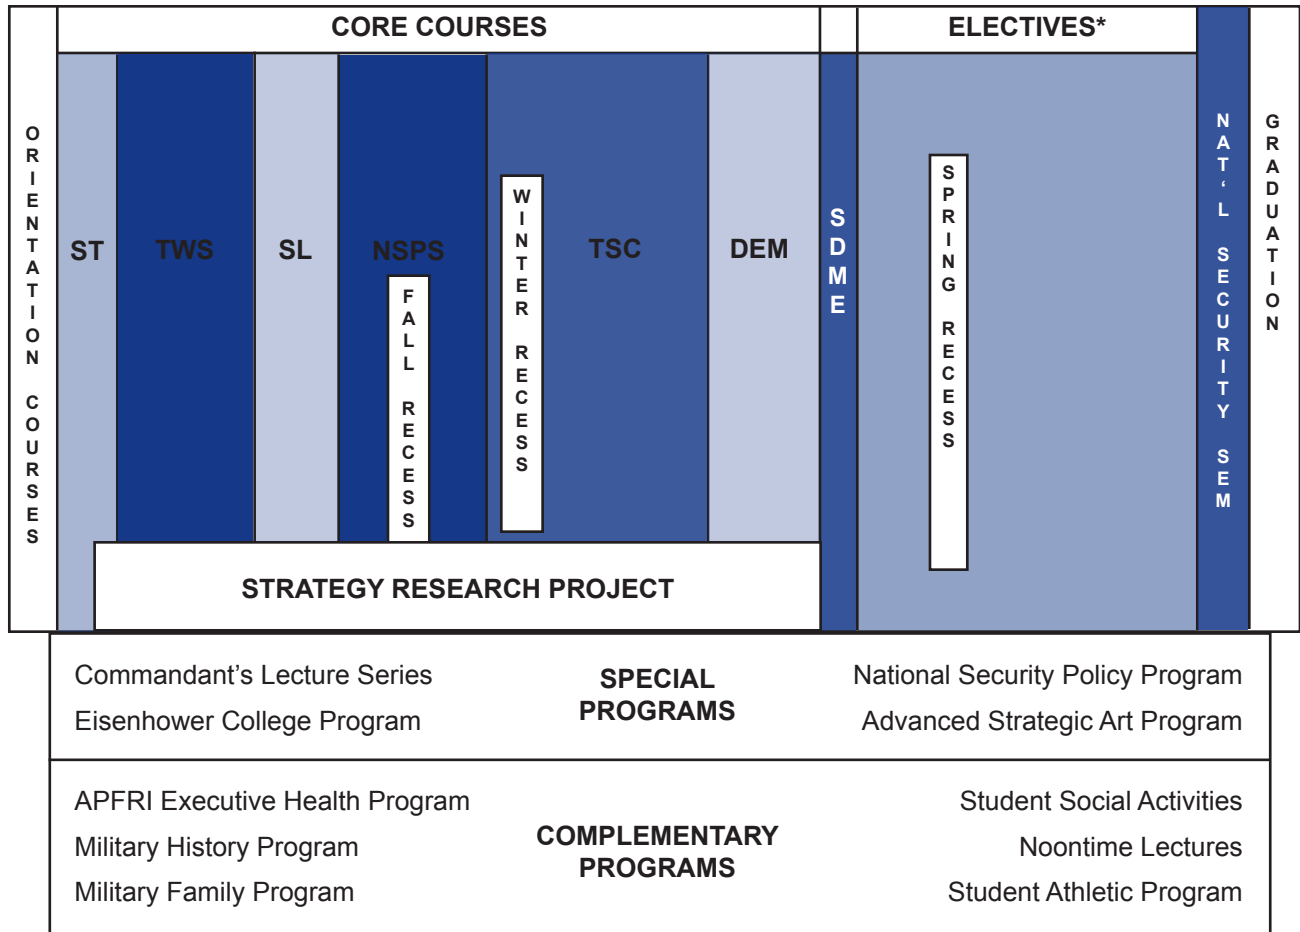 CORE COURSES
ELECTIVES*
ORIENTATION COURSES
ST
TWS
SL
NSPS
FALL RECESS
WINTER RECESS
TSC
DEM
SDME
SPRING RECESS
NAT‘L SECURITY SEM
GRADUATION
STRATEGY RESEARCH PROJECT
Commandant’s Lecture Series
Eisenhower College Program
SPECIAL
PROGRAMS
National Security Policy Program
Advanced Strategic Art Program
APFRI Executive Health Program
Military History Program
Military Family Program
COMPLEMENTARY
PROGRAMS
Student Social Activities
Noontime Lectures
Student Athletic Program